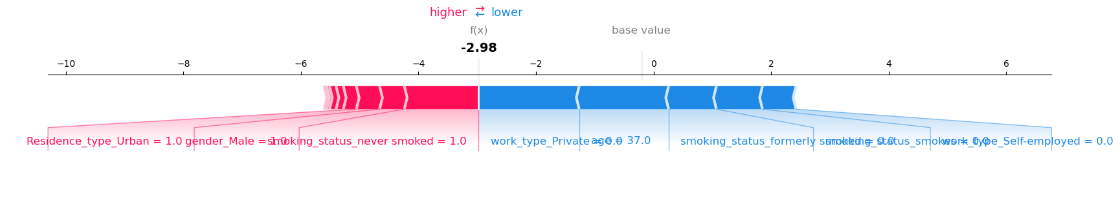 higher ⇄ lower
f(x) base value
-2.98
−10 −8 −6 −4 −2 0 2 4 6
Residence_type_Urban = 1.0 gender_Male = 1.0 smoking_status_never smoked = 1.0 work_type_Private = 0.0 age = 37.0 smoking_status_formerly smoked = 0.0 smoking_status_smokes = 0.0 work_type_Self-employed = 0.0